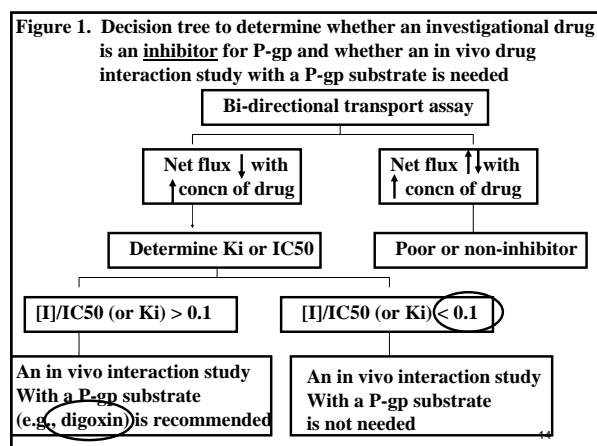 Figure 1. Decision tree to determine whether an investigational drug
is an inhibitor for P-gp and whether an in vivo drug
interaction study with a P-gp substrate is needed
Bi-directional transport assay
Net flux ↓ with
↑ concn of drug
Net flux ↑↓ with
↑ concn of drug
Determine Ki or IC50
Poor or non-inhibitor
[I]/IC50 (or Ki) > 0.1
[I]/IC50 (or Ki) < 0.1
An in vivo interaction study
With a P-gp substrate
(e.g., digoxin) is recommended
An in vivo interaction study
With a P-gp substrate
is not needed
14